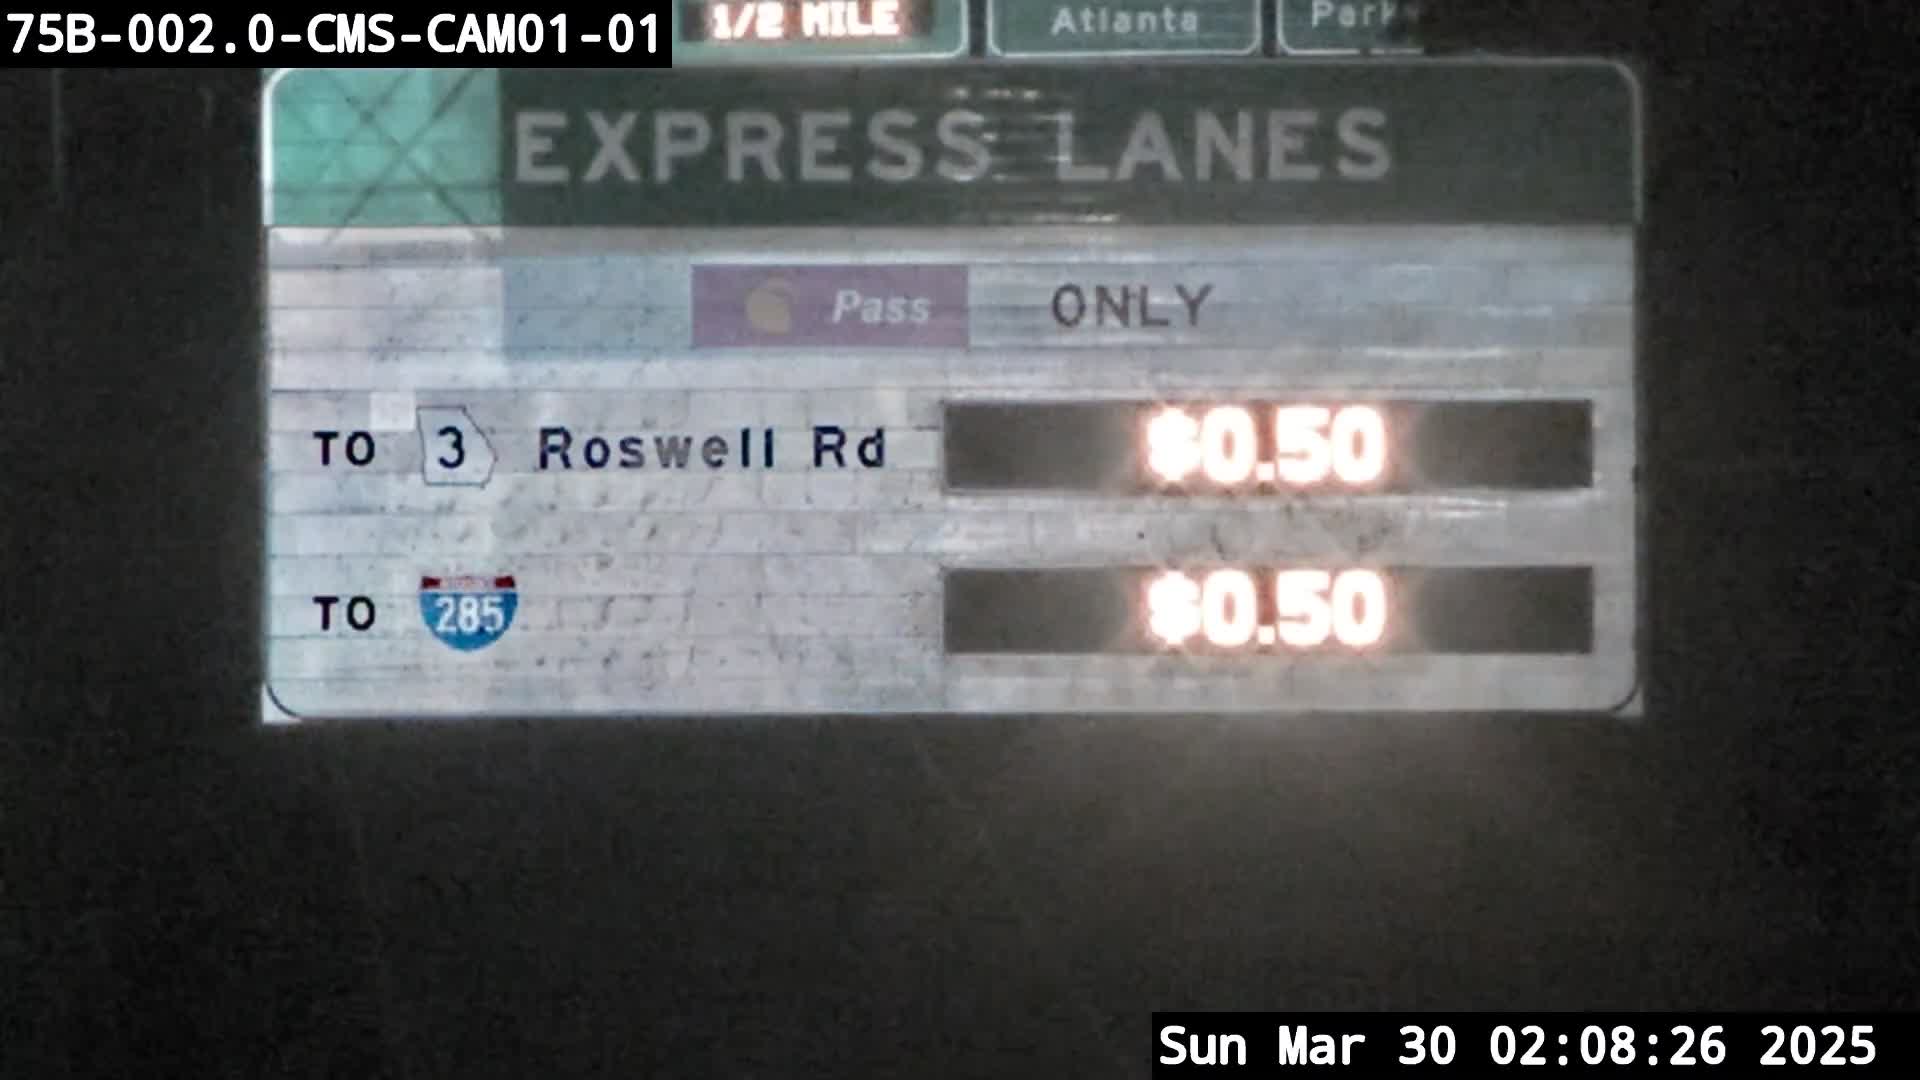 75B-002.0-CMS-CAM01-01
1/2 MILE
Atlanta
EXPRESS LANES
Pass ONLY
TO 3 Roswell Rd $0.50
TO 285 $0.50
Sun Mar 30 02:08:26 2025